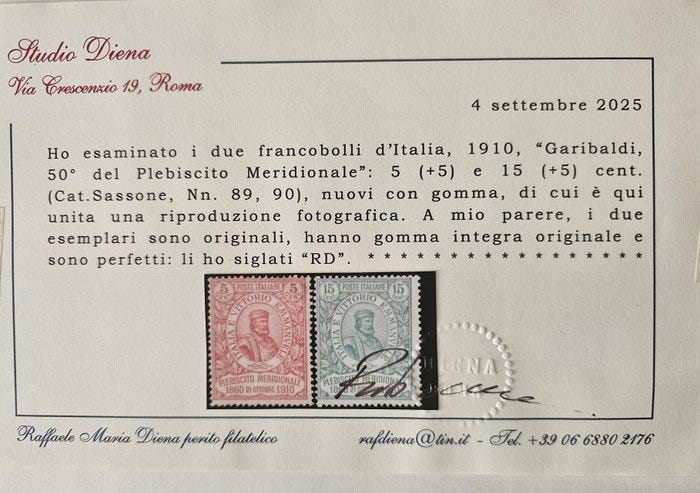 Studio Diena
Via Crescenzio 19, Roma
4 settembre 2025
Ho esaminato i due francobolli d'Italia, 1910, "Garibaldi,
50° del Plebiscito Meridionale": 5 (+5) e 15 (+5) cent.
(Cat.Sassone, Nn. 89, 90), nuovi con gomma, di cui è qui
unita una riproduzione fotografica. A mio parere, i due
esemplari sono originali, hanno gomma integra originale e
sono perfetti: li ho siglati "RD". * * * * * * * * * * * * * * * * *
5 5
POSTE ITALIANE
ITALIA E VITTORIO EMMANUELE
PLEBISCITO MERIDIONALE
1860 21 OTTOBRE 1910
15 15
POSTE ITALIANE
ITALIA E VITTORIO EMMANUELE
PLEBISCITO MERIDIONALE
DIENA
Raffaele Maria Diena perito filatelico
rafdiena@tin.it - Tel. +39 06 6880 2176